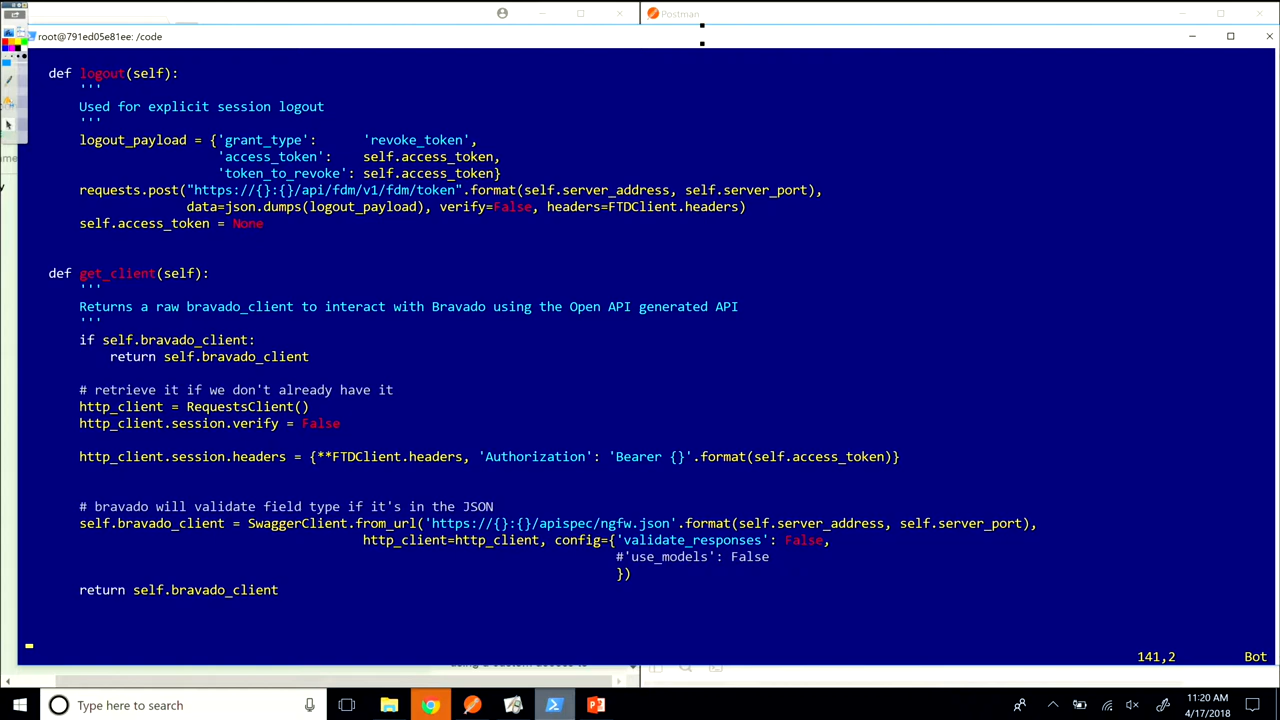 Postman
root@791ed05e81ee: /code
def logout(self):
'''
Used for explicit session logout
'''
logout_payload = {'grant_type': 'revoke_token',
'access_token': self.access_token,
'token_to_revoke': self.access_token}
requests.post("https://{}:{}/api/fdm/v1/fdm/token".format(self.server_address, self.server_port),
data=json.dumps(logout_payload), verify=False, headers=FTDClient.headers)
self.access_token = None
def get_client(self):
'''
Returns a raw bravado_client to interact with Bravado using the Open API generated API
'''
if self.bravado_client:
return self.bravado_client
# retrieve it if we don't already have it
http_client = RequestsClient()
http_client.session.verify = False
http_client.session.headers = {**FTDClient.headers, 'Authorization': 'Bearer {}'.format(self.access_token)}
# bravado will validate field type if it's in the JSON
self.bravado_client = SwaggerClient.from_url('https://{}:{}/apispec/ngfw.json'.format(self.server_address, self.server_port),
http_client=http_client, config={'validate_responses': False,
#'use_models': False
})
return self.bravado_client
141,2 Bot
Type here to search
11:20 AM
4/17/2018